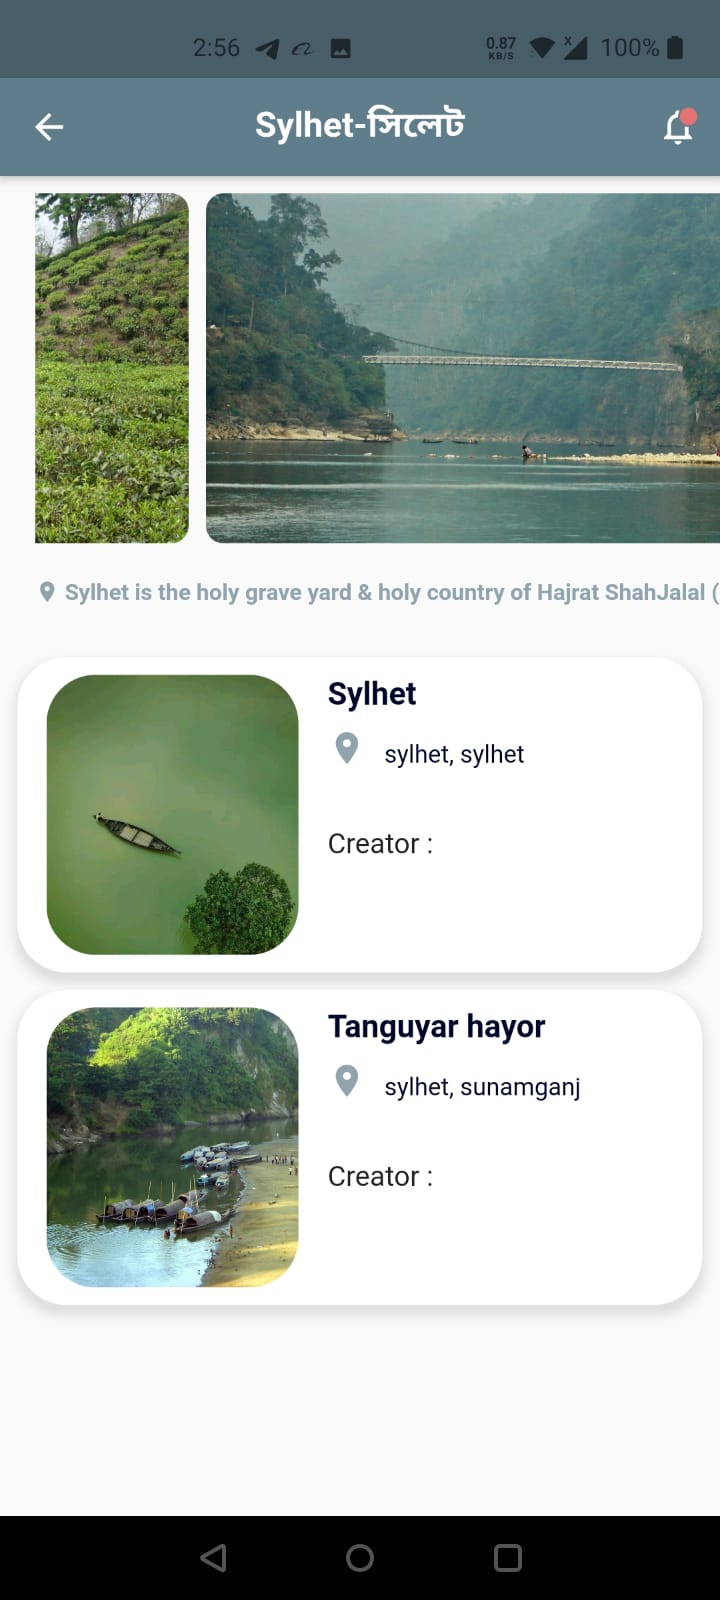 2:56
0.87 KB/S
X
100%
Sylhet-সিলেট
Sylhet is the holy grave yard & holy country of Hajrat ShahJalal (
Sylhet
sylhet, sylhet
Creator :
Tanguyar hayor
sylhet, sunamganj
Creator :